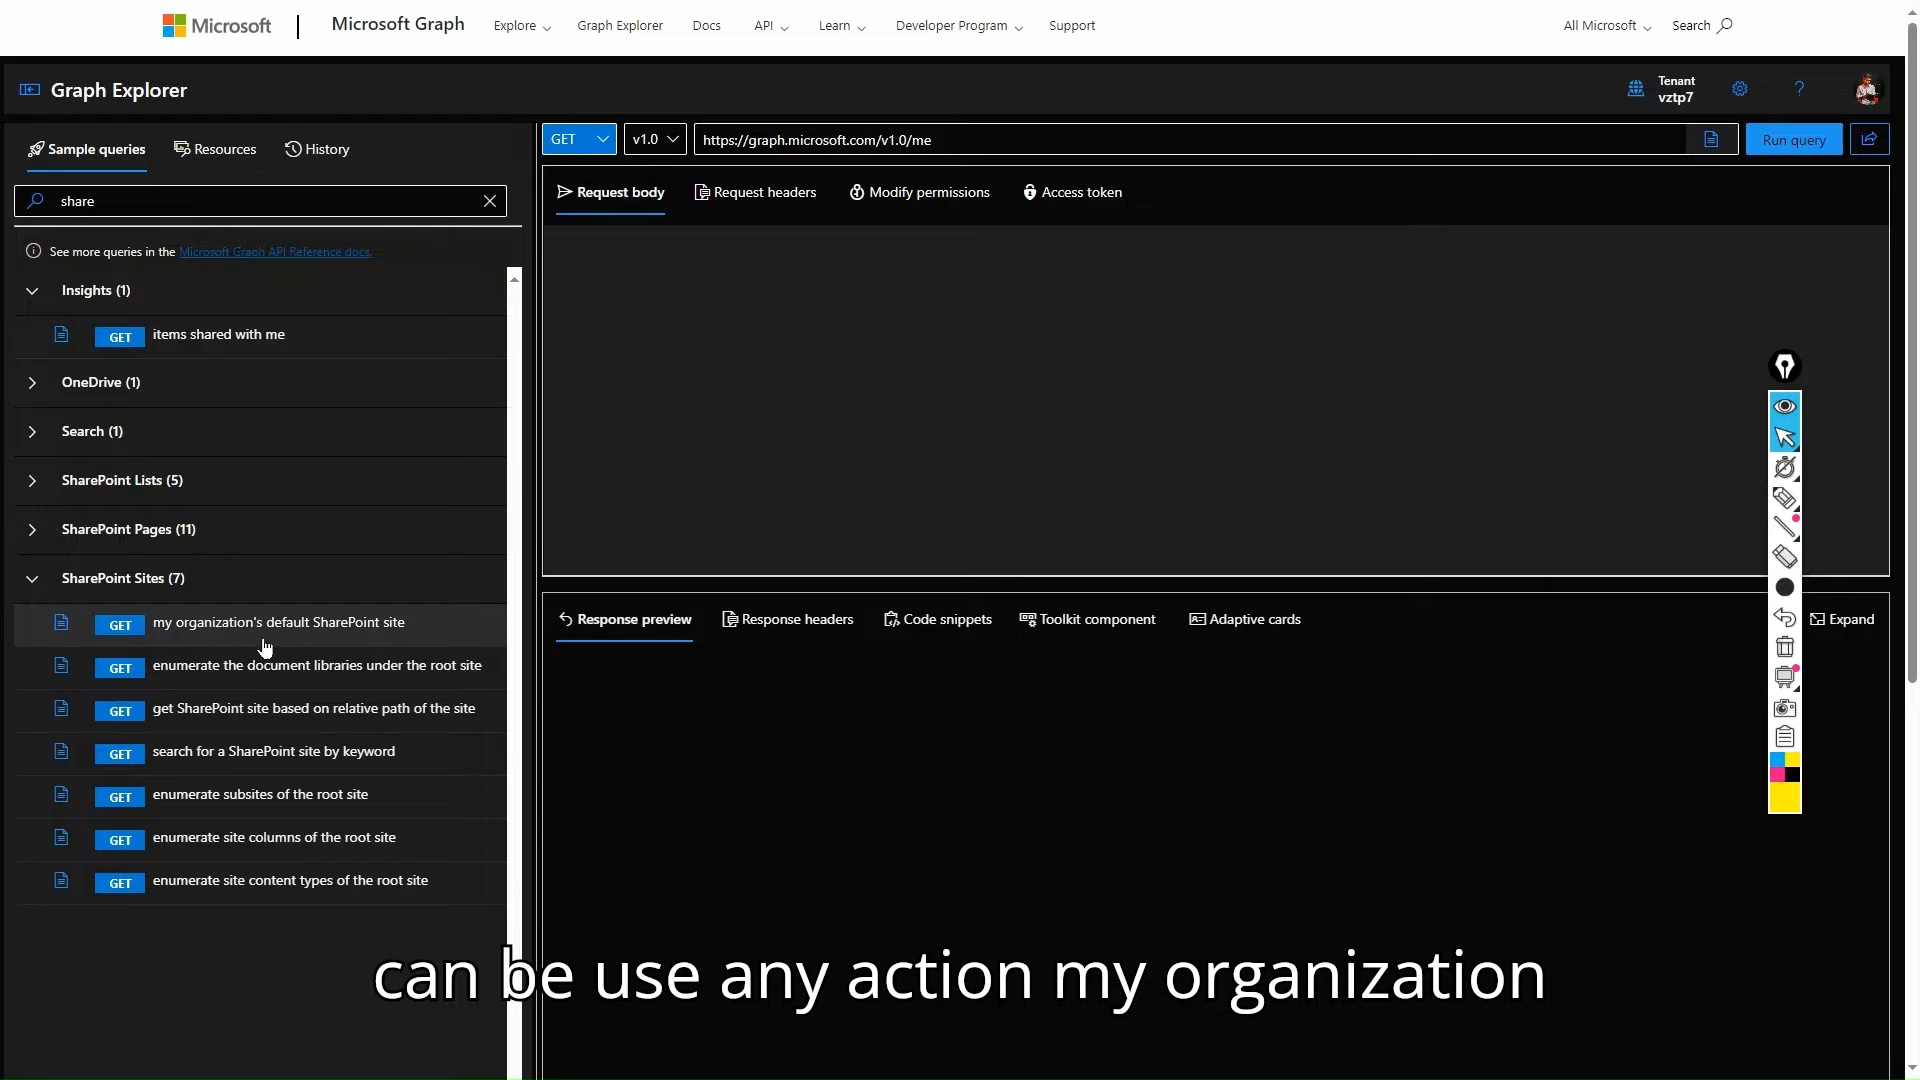 Microsoft
Microsoft Graph
Explore
Graph Explorer
Docs
API
Learn
Developer Program
Support
All Microsoft
Search
Graph Explorer
Tenant
vztp7
?
Sample queries
Resources
History
GET
v1.0
https://graph.microsoft.com/v1.0/me
Run query
share
Request body
Request headers
Modify permissions
Access token
See more queries in the Microsoft Graph API Reference docs.
Insights (1)
GET items shared with me
OneDrive (1)
Search (1)
SharePoint Lists (5)
SharePoint Pages (11)
SharePoint Sites (7)
GET my organization's default SharePoint site
GET enumerate the document libraries under the root site
GET get SharePoint site based on relative path of the site
GET search for a SharePoint site by keyword
GET enumerate subsites of the root site
GET enumerate site columns of the root site
GET enumerate site content types of the root site
Response preview
Response headers
Code snippets
Toolkit component
Adaptive cards
Expand
can be use any action my organization